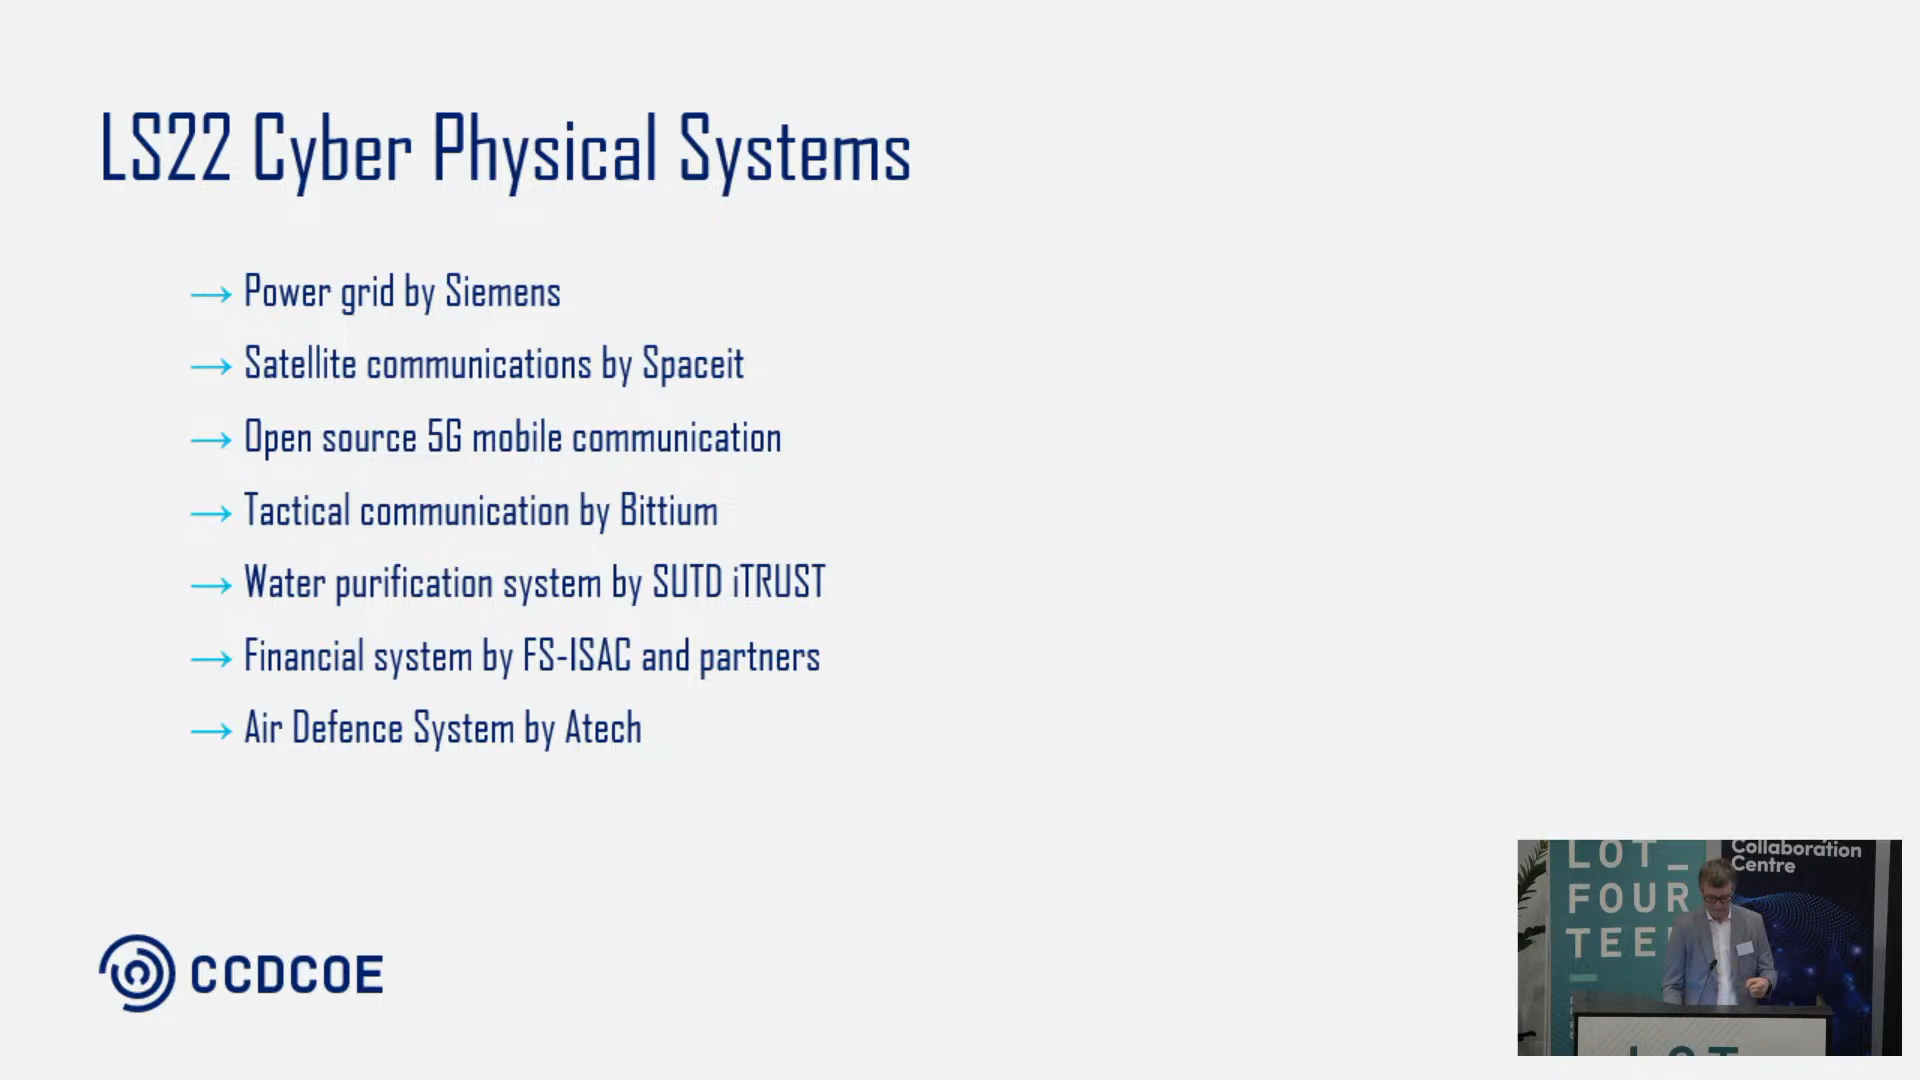 LS22 Cyber Physical Systems
→ Power grid by Siemens
→ Satellite communications by Spaceit
→ Open source 5G mobile communication
→ Tactical communication by Bittium
→ Water purification system by SUTD iTRUST
→ Financial system by FS-ISAC and partners
→ Air Defence System by Atech
CCDCOE
LOT_
FOUR
TEE
Collaboration
Centre
LOT